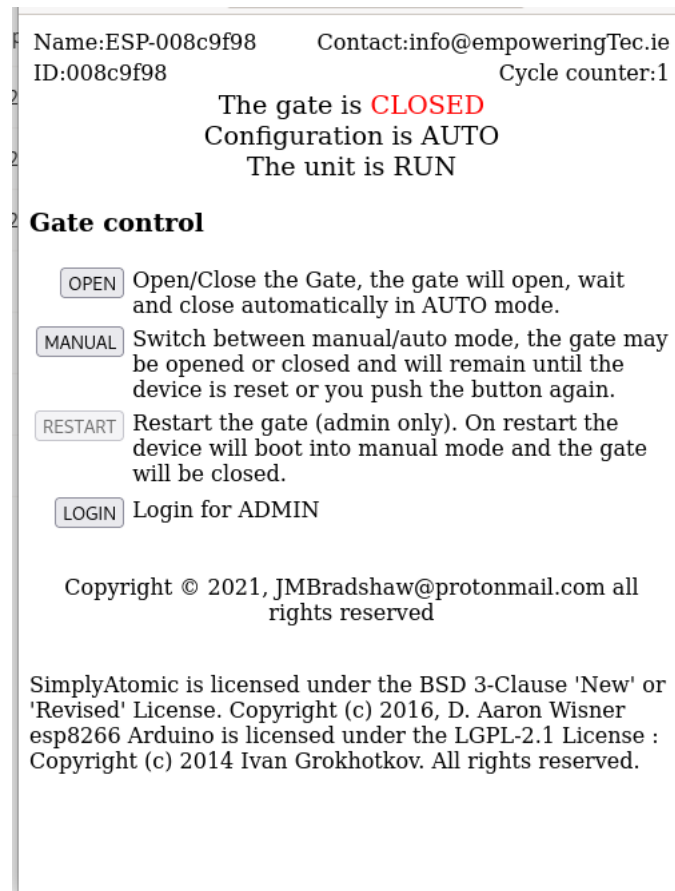 Name:ESP-008c9f98 Contact:info@empoweringTec.ie
ID:008c9f98 Cycle counter:1
The gate is CLOSED
Configuration is AUTO
The unit is RUN
Gate control
OPEN Open/Close the Gate, the gate will open, wait
and close automatically in AUTO mode.
MANUAL Switch between manual/auto mode, the gate may
be opened or closed and will remain until the
device is reset or you push the button again.
RESTART Restart the gate (admin only). On restart the
device will boot into manual mode and the gate
will be closed.
LOGIN Login for ADMIN
Copyright © 2021, JMBradshaw@protonmail.com all
rights reserved
SimplyAtomic is licensed under the BSD 3-Clause 'New' or
'Revised' License. Copyright (c) 2016, D. Aaron Wisner
esp8266 Arduino is licensed under the LGPL-2.1 License :
Copyright (c) 2014 Ivan Grokhotkov. All rights reserved.